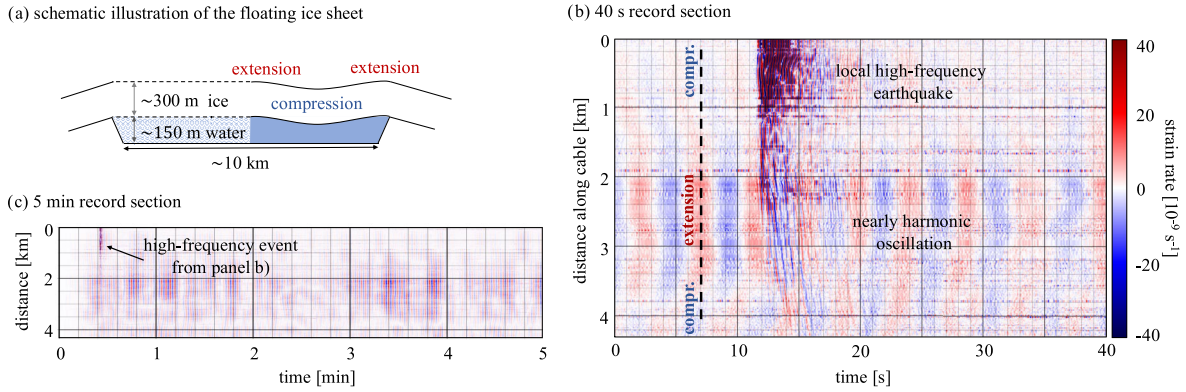 (a) schematic illustration of the floating ice sheet
extension extension
~300 m ice
compression
~150 m water
~10 km
(c) 5 min record section
distance [km]
0
2
4
high-frequency event
from panel b)
0 1 2 3 4 5
time [min]
(b) 40 s record section
distance along cable [km]
0
1
2
3
4
compr.
extension
compr.
local high-frequency
earthquake
nearly harmonic
oscillation
0 10 20 30 40
time [s]
40
20
0
-20
-40
strain rate [10⁻⁹ s⁻¹]